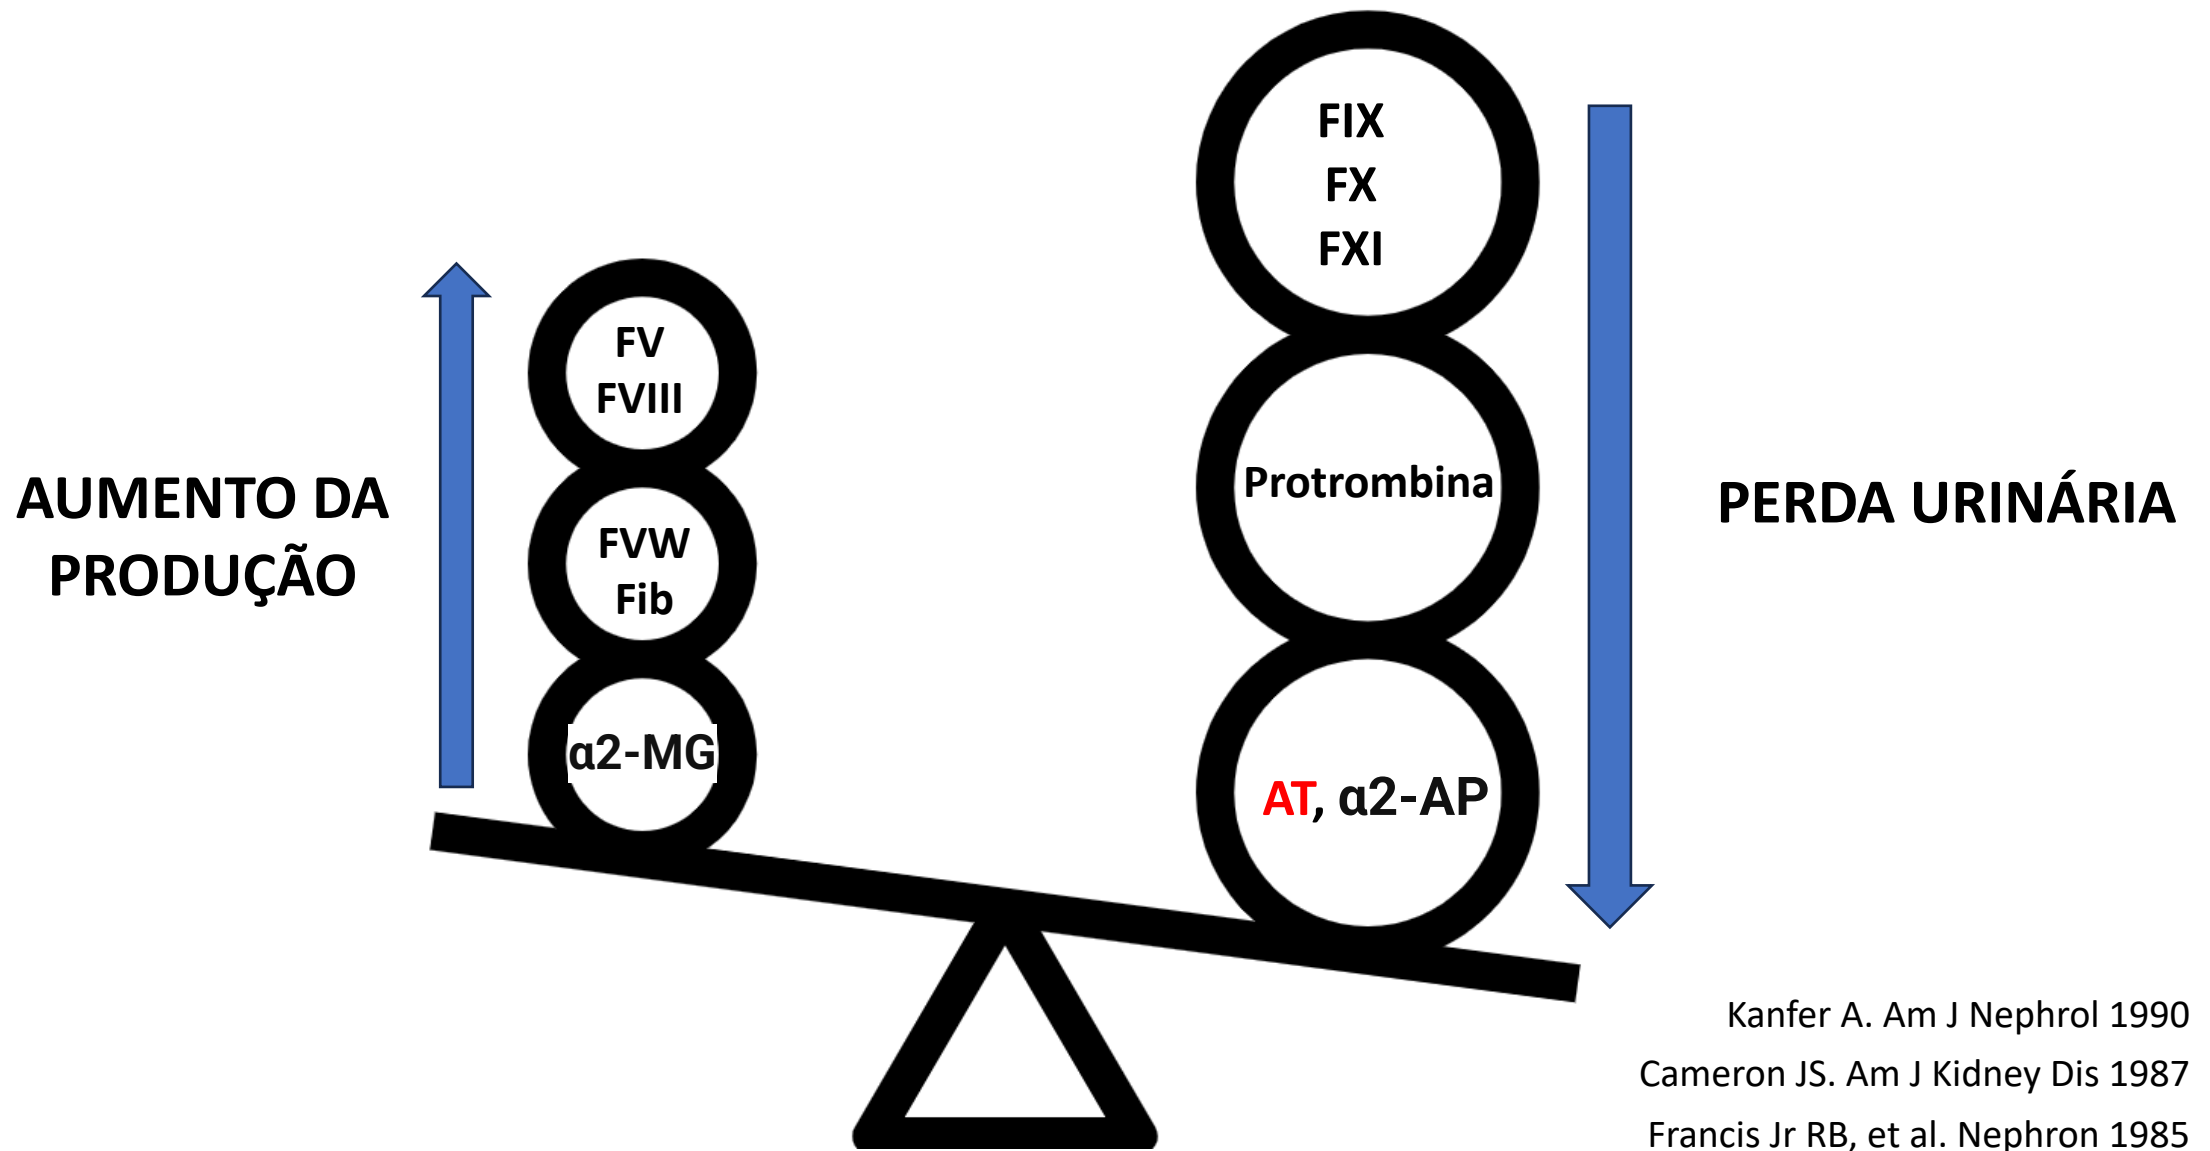 AUMENTO DA
PRODUÇÃO
FV
FVIII
FVW
Fib
α2-MG
FIX
FX
FXI
Protrombina
AT, α2-AP
PERDA URINÁRIA
Kanfer A. Am J Nephrol 1990
Cameron JS. Am J Kidney Dis 1987
Francis Jr RB, et al. Nephron 1985